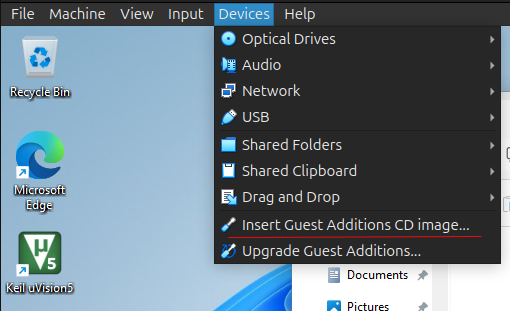 File Machine View Input Devices Help
Optical Drives
Audio
Network
USB
Shared Folders
Shared Clipboard
Drag and Drop
Insert Guest Additions CD image...
Upgrade Guest Additions...
Recycle Bin
Microsoft
Edge
Keil uVision5
Documents
Pictures